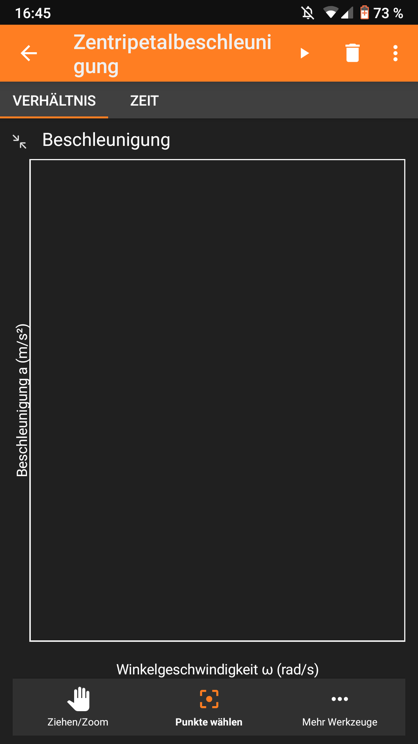 16:45
73 %
Zentripetalbeschleuni
gung
VERHÄLTNIS ZEIT
Beschleunigung
Beschleunigung a (m/s²)
Winkelgeschwindigkeit ω (rad/s)
Ziehen/Zoom Punkte wählen Mehr Werkzeuge